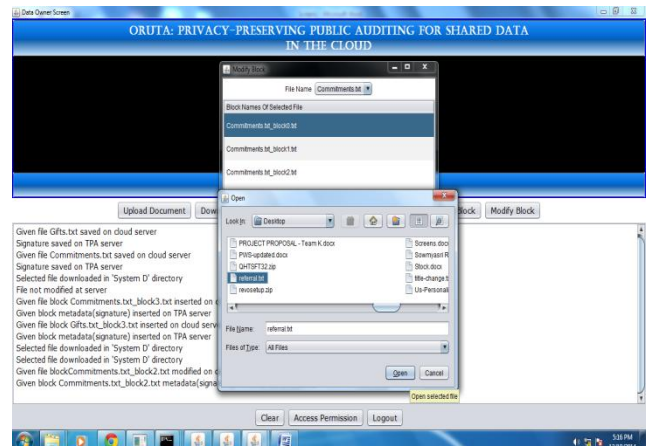 Data Owner Screen
ORUTA: PRIVACY-PRESERVING PUBLIC AUDITING FOR SHARED DATA
IN THE CLOUD
Modify Block
File Name Commitments.txt
Block Names Of Selected File
Commitments.txt_block0.txt
Commitments.txt_block1.txt
Commitments.txt_block2.txt
Open
Look In: Desktop
PROJECT PROPOSAL - Team K.docx
PWS-updated.docx
QHTSFT32.zip
referral.txt
revosetup.zip
Screens.docx
Sowmyasri R
Stock.docx
title-change.t
Us-Personali
File Name: referral.txt
Files of Type: All Files
Open Cancel
Open selected file
Upload Document Down Block Modify Block
Given file Gifts.txt saved on cloud server
Signature saved on TPA server
Given file Commitments.txt saved on cloud server
Signature saved on TPA server
Selected file downloaded in 'System D' directory
File not modified at server
Given file block Commitments.txt_block3.txt inserted on c
Given block metadata(signature) inserted on TPA server
Given file block Gifts.txt_block3.txt inserted on cloud serve
Given block metadata(signature) inserted on TPA server
Selected file downloaded in 'System D' directory
Selected file downloaded in 'System D' directory
Given file blockCommitments.txt_block2.txt modified on c
Given block Commitments.txt_block2.txt metadata(signa
Clear Access Permission Logout
5:16 PM